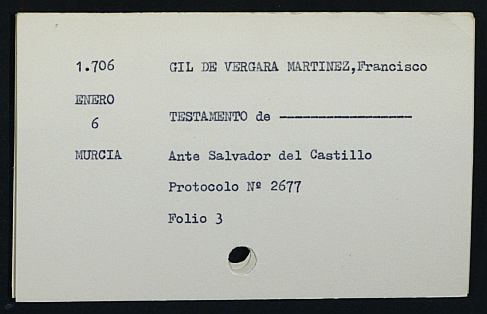 1.706 GIL DE VERGARA MARTINEZ,Francisco
ENERO
6 TESTAMENTO de -----------------
MURCIA Ante Salvador del Castillo
Protocolo Nº 2677
Folio 3